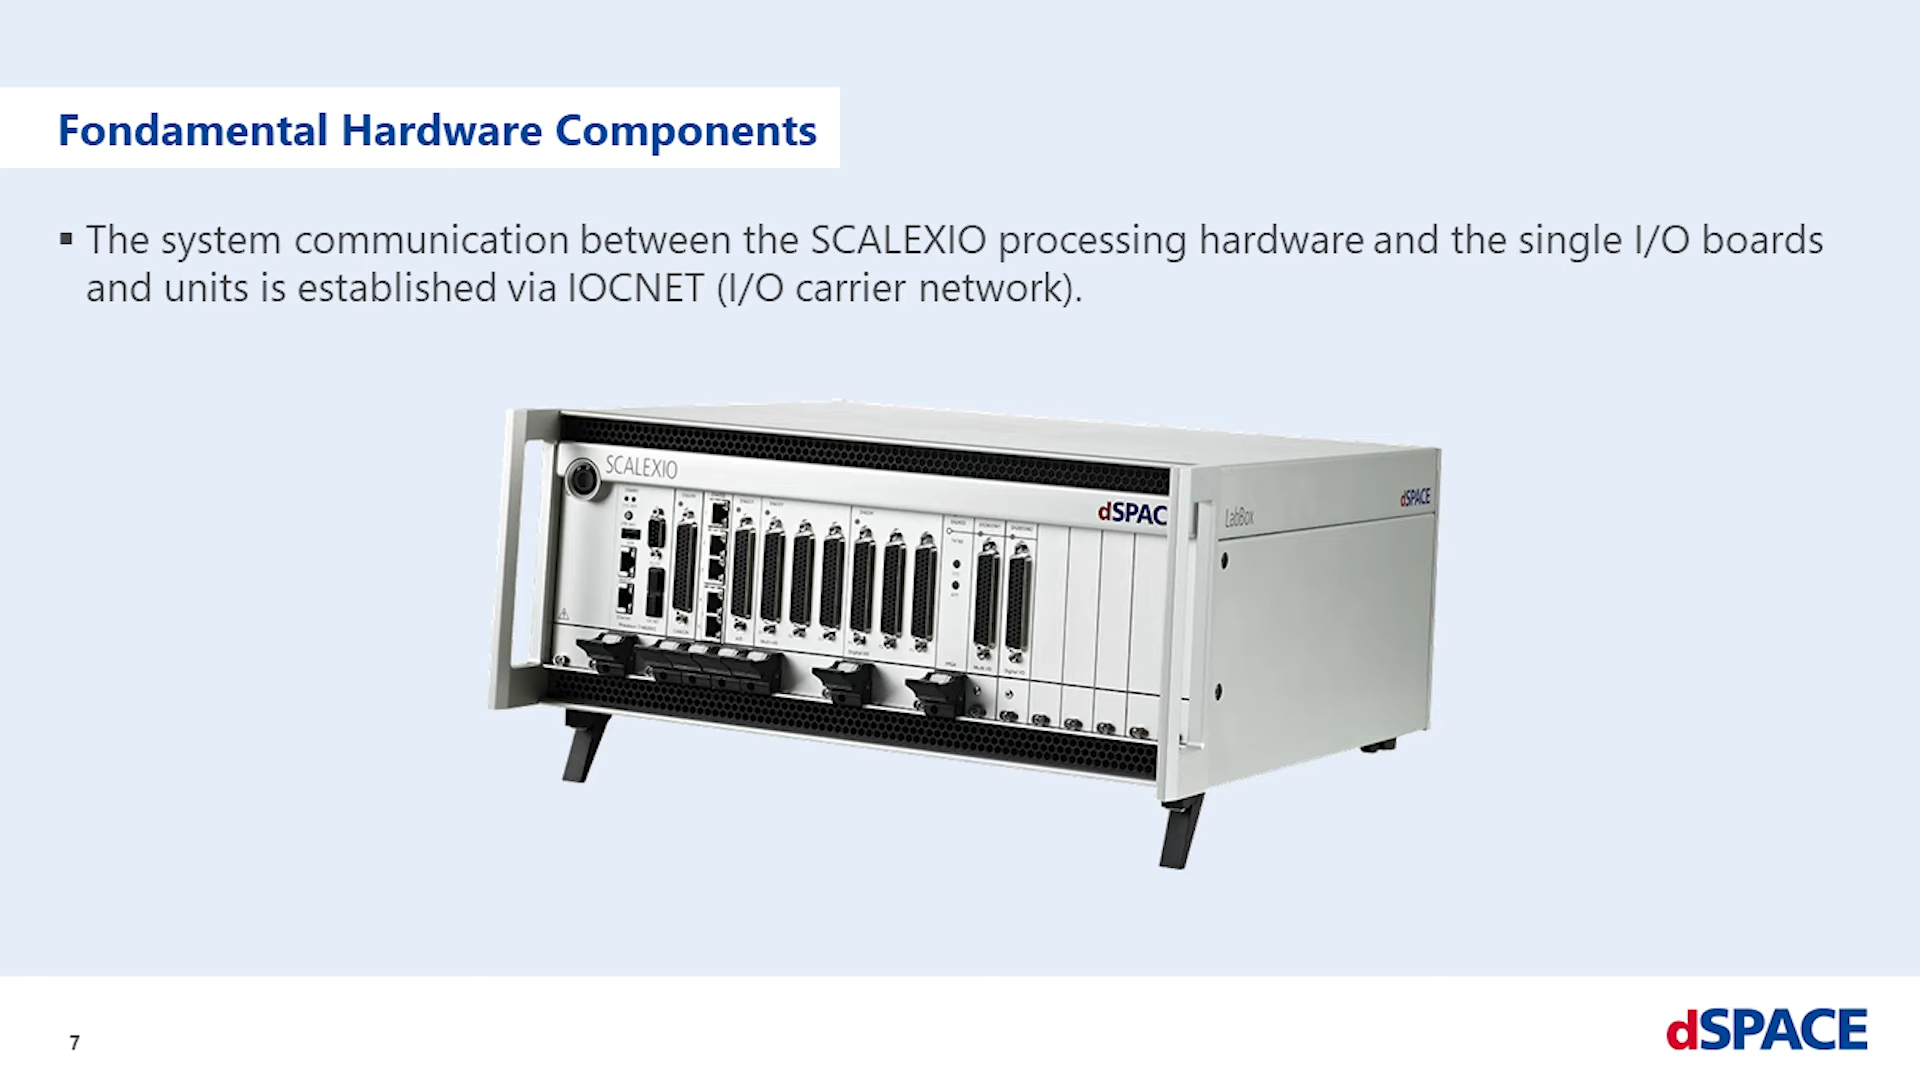 Fondamental Hardware Components
▪ The system communication between the SCALEXIO processing hardware and the single I/O boards
and units is established via IOCNET (I/O carrier network).
SCALEXIO
dSPAC
LabBox
dSPACE
7
dSPACE